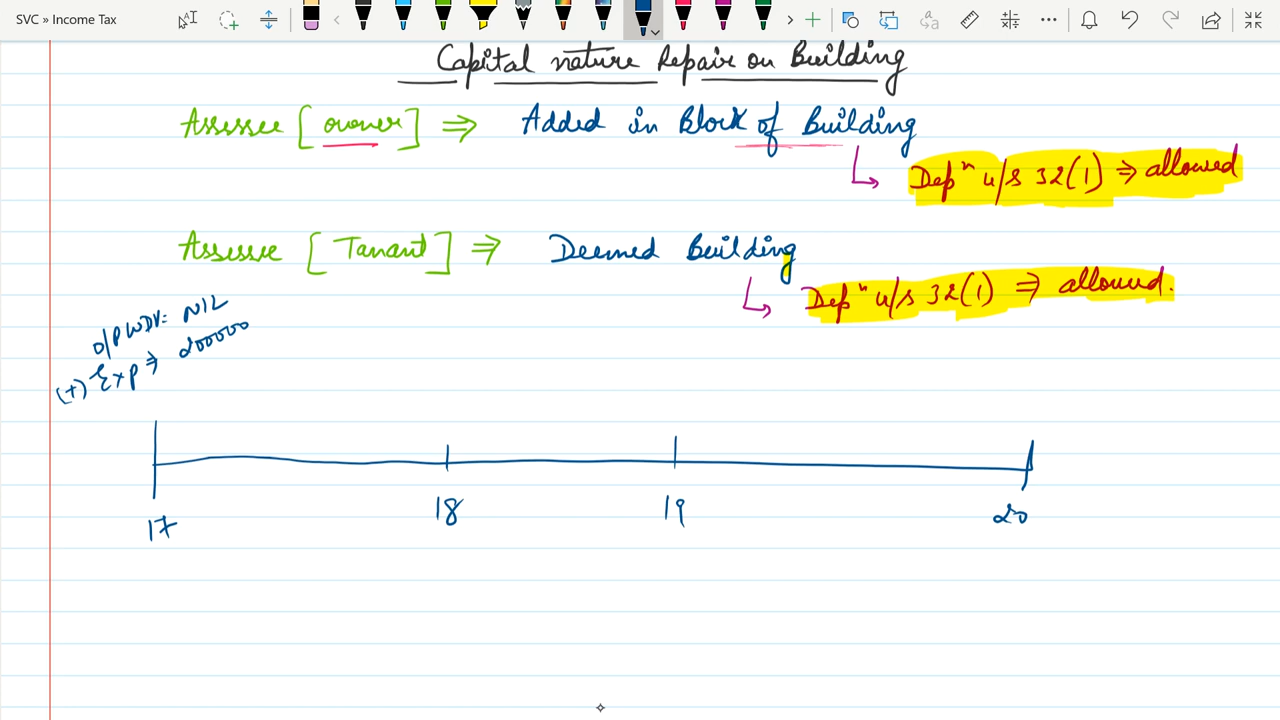 SVC » Income Tax
Capital nature Repair on Building
Assessee [owner] ⇒ Added in Block of Building
Depⁿ u/s 32(1) ⇒ allowed
Assessee [Tanant] ⇒ Deemed Building
Depⁿ u/s 32(1) ⇒ allowed.
O/P WDV: NIL
(+) Exp ⇒ 200000
17 18 19 20